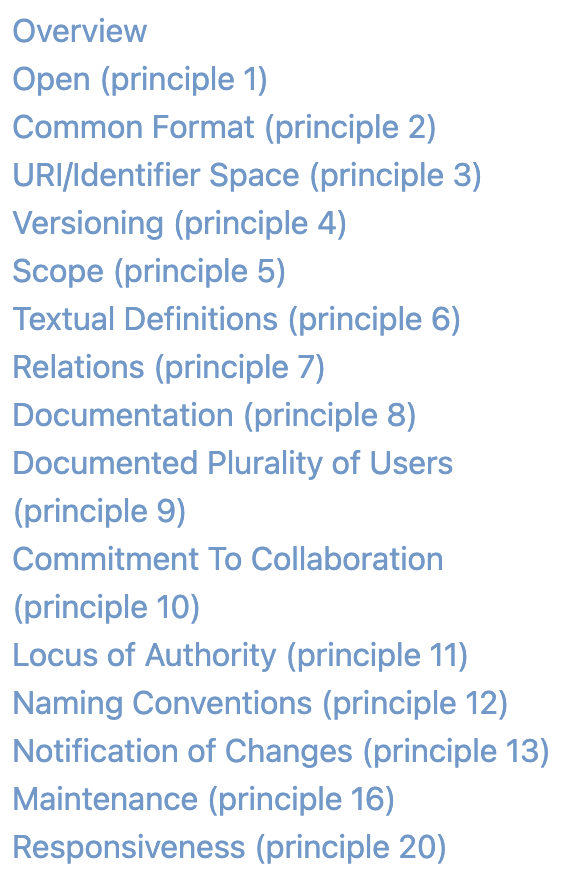 Overview
Open (principle 1)
Common Format (principle 2)
URI/Identifier Space (principle 3)
Versioning (principle 4)
Scope (principle 5)
Textual Definitions (principle 6)
Relations (principle 7)
Documentation (principle 8)
Documented Plurality of Users
(principle 9)
Commitment To Collaboration
(principle 10)
Locus of Authority (principle 11)
Naming Conventions (principle 12)
Notification of Changes (principle 13)
Maintenance (principle 16)
Responsiveness (principle 20)